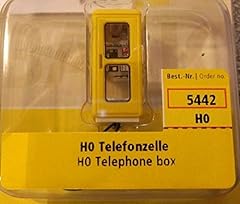 Best.-Nr. | Order no.
5442
H0
H0 Telefonzelle
H0 Telephone box